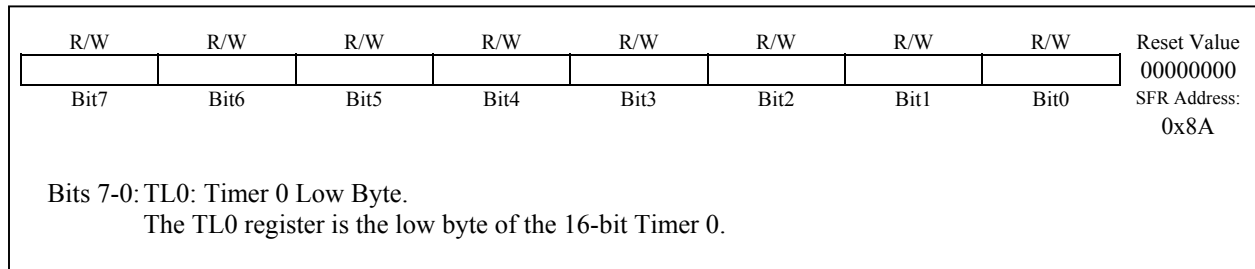 R/W R/W R/W R/W R/W R/W R/W R/W Reset Value
00000000
Bit7 Bit6 Bit5 Bit4 Bit3 Bit2 Bit1 Bit0 SFR Address:
0x8A
Bits 7-0: TL0: Timer 0 Low Byte.
The TL0 register is the low byte of the 16-bit Timer 0.